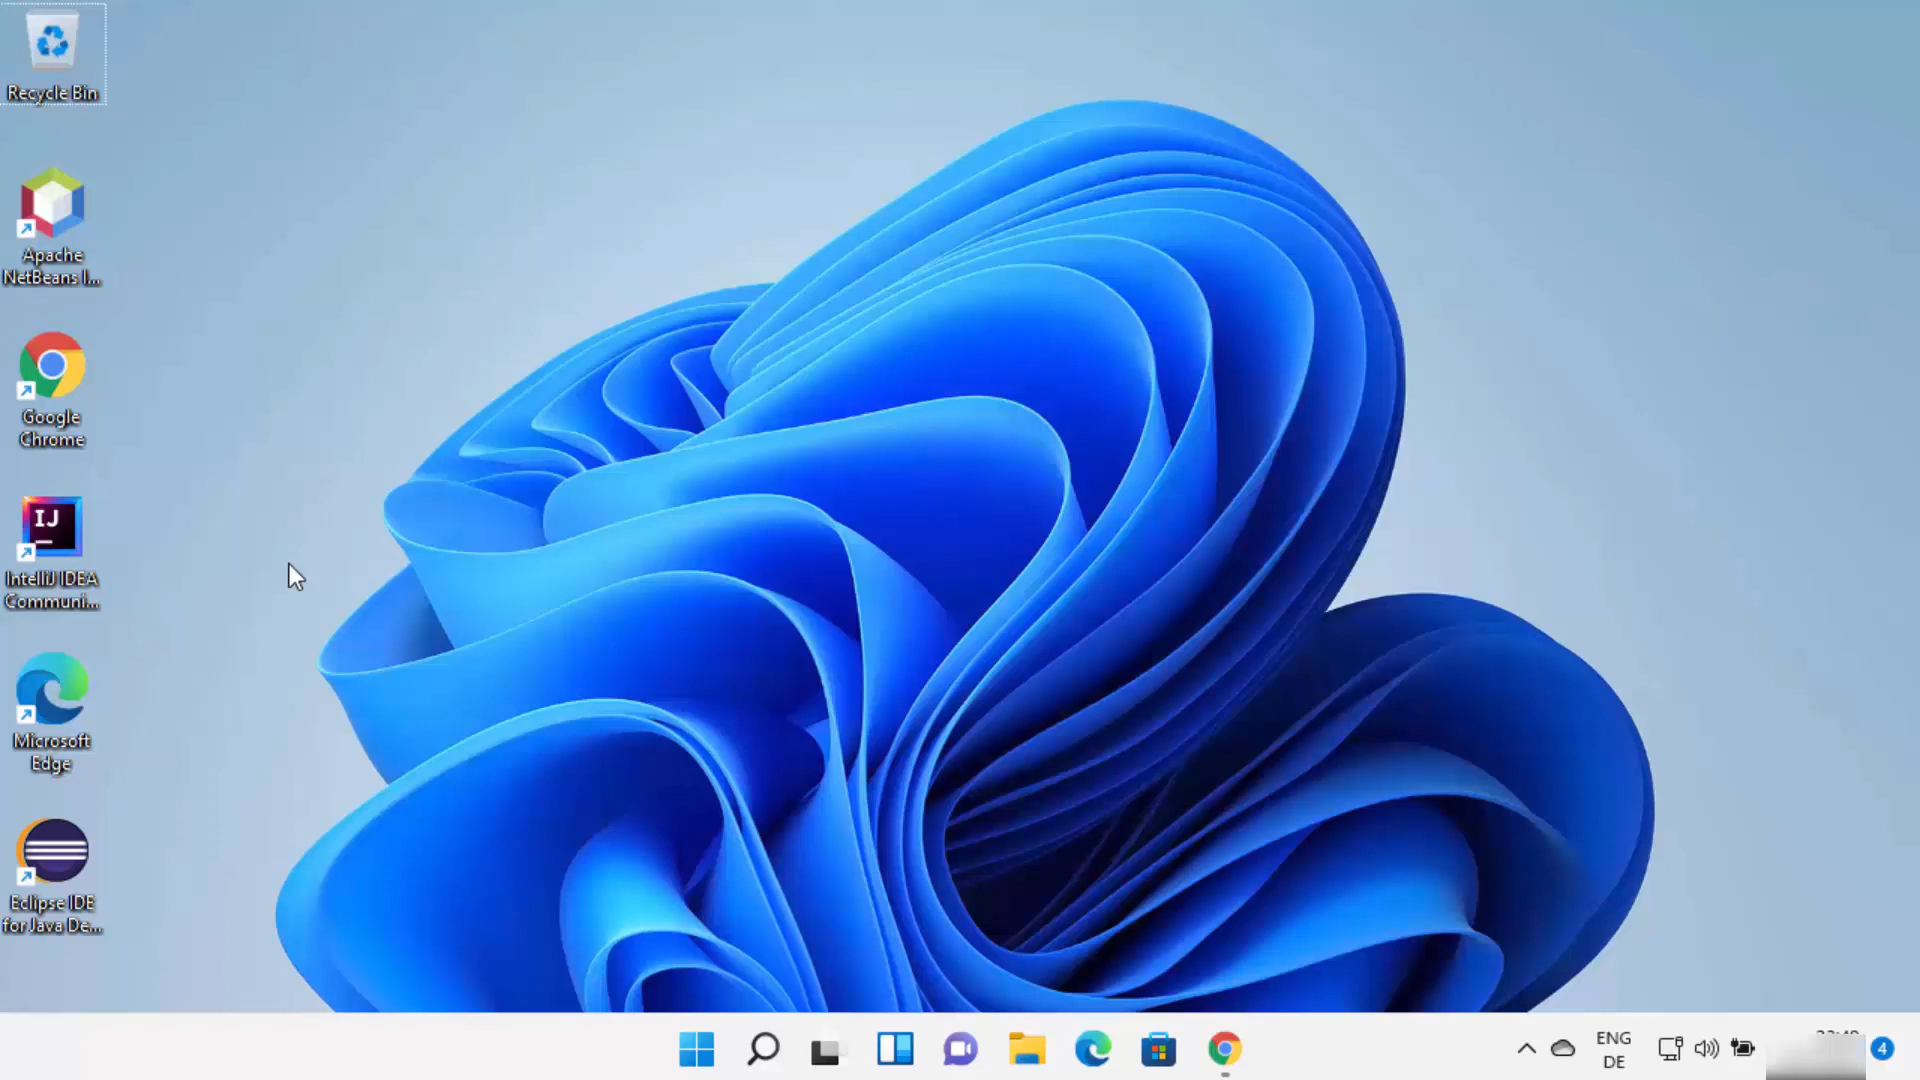 Recycle Bin
Apache
NetBeans I...
Google
Chrome
IJ
IntelliJ IDEA
Communi...
Microsoft
Edge
Eclipse IDE
for Java De...
ENG
DE
4